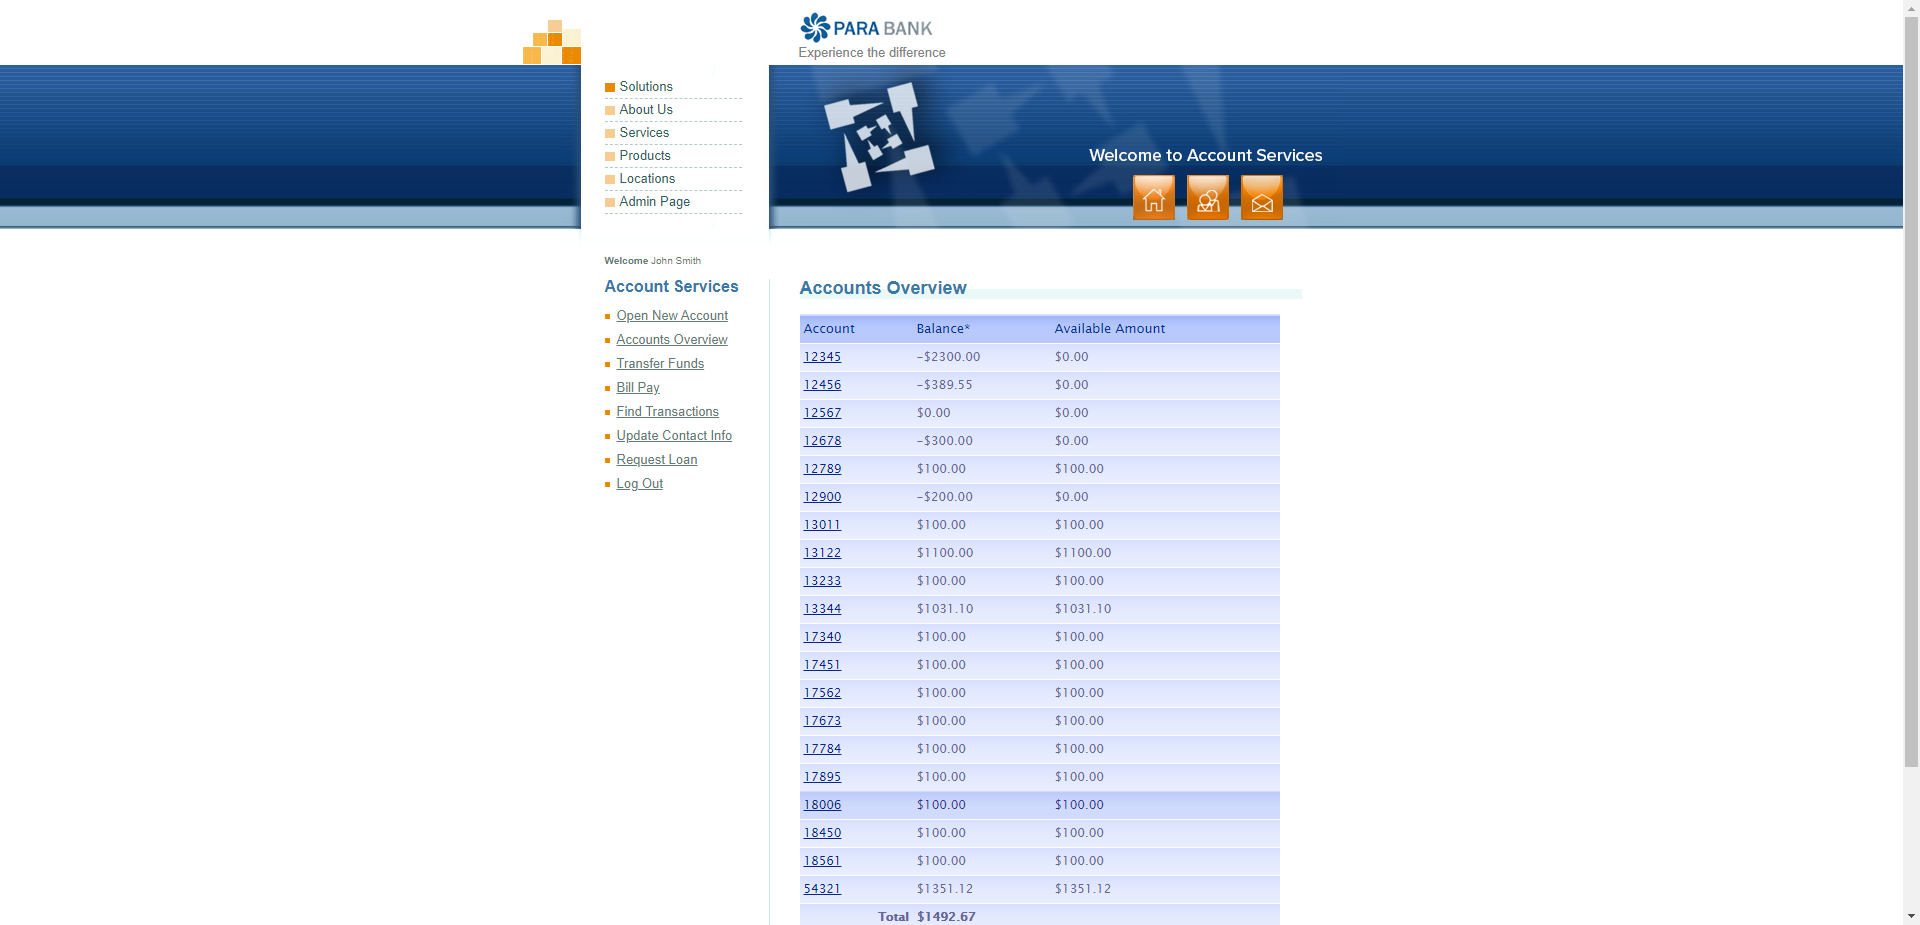 PARA BANK
Experience the difference
Solutions
About Us
Services
Products
Locations
Admin Page
Welcome to Account Services
Welcome John Smith
Account Services
Open New Account
Accounts Overview
Transfer Funds
Bill Pay
Find Transactions
Update Contact Info
Request Loan
Log Out
Accounts Overview
Account Balance* Available Amount
12345 -$2300.00 $0.00
12456 -$389.55 $0.00
12567 $0.00 $0.00
12678 -$300.00 $0.00
12789 $100.00 $100.00
12900 -$200.00 $0.00
13011 $100.00 $100.00
13122 $1100.00 $1100.00
13233 $100.00 $100.00
13344 $1031.10 $1031.10
17340 $100.00 $100.00
17451 $100.00 $100.00
17562 $100.00 $100.00
17673 $100.00 $100.00
17784 $100.00 $100.00
17895 $100.00 $100.00
18006 $100.00 $100.00
18450 $100.00 $100.00
18561 $100.00 $100.00
54321 $1351.12 $1351.12
Total $1492.67